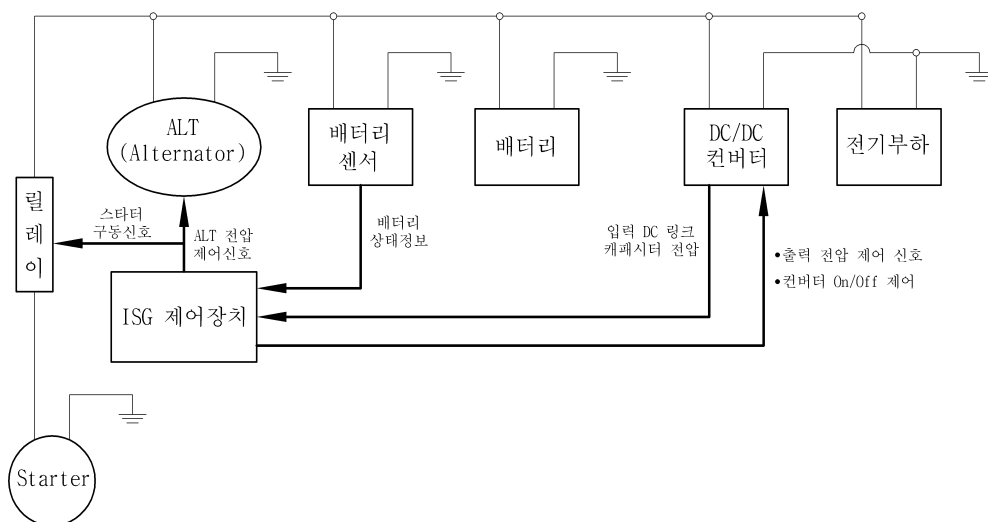 ALT
(Alternator)
배터리
센서
배터리
DC/DC
컨버터
전기부하
릴
레
이
스타터
구동신호
ALT 전압
제어신호
배터리
상태정보
입력 DC 링크
캐패시터 전압
•출력 전압 제어 신호
•컨버터 On/Off 제어
ISG 제어장치
Starter